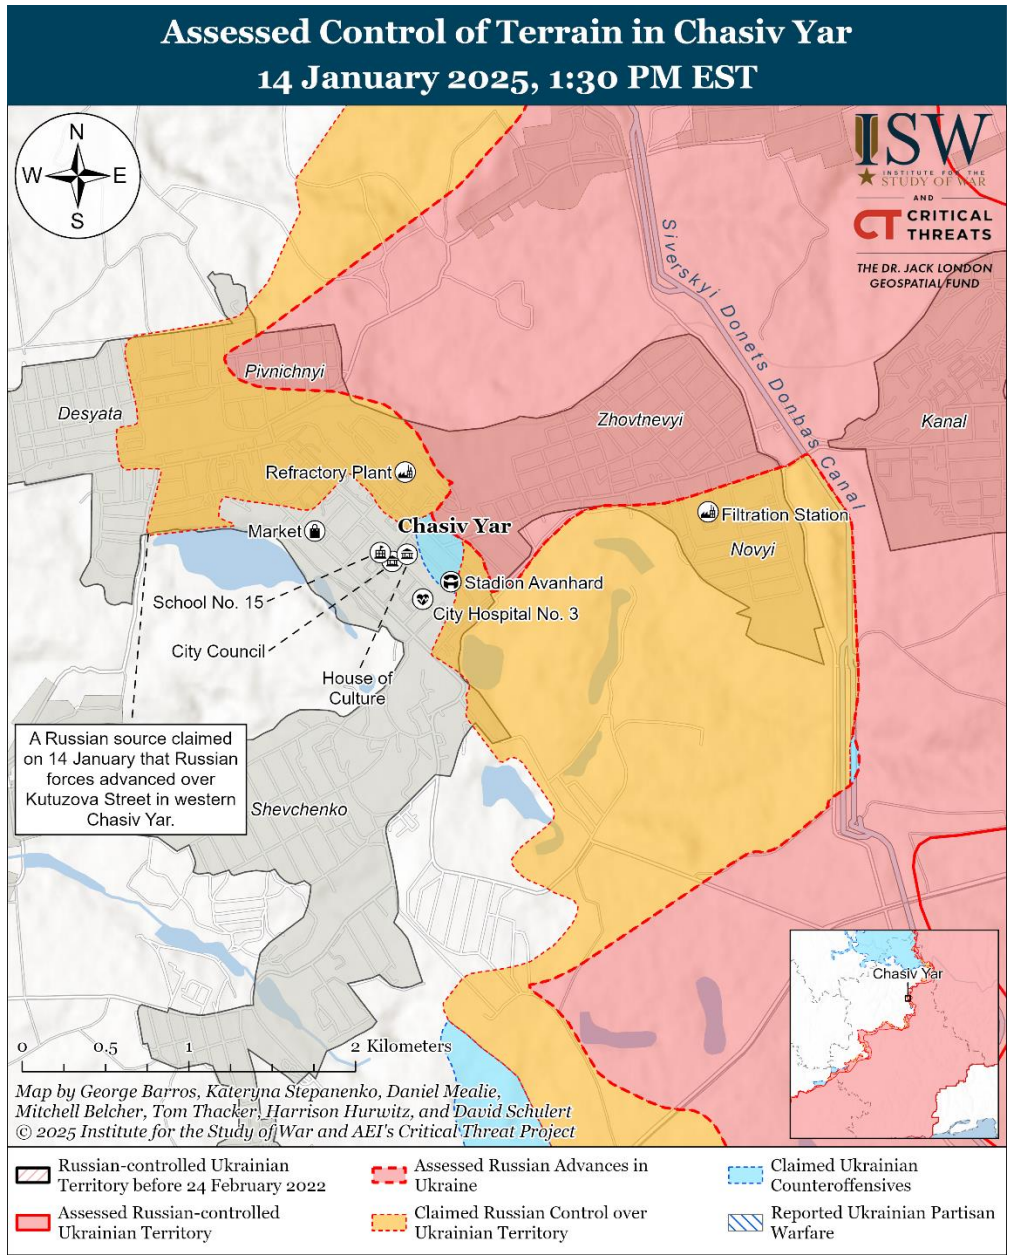 Assessed Control of Terrain in Chasiv Yar
14 January 2025, 1:30 PM EST
N
W
E
S
ISW
INSTITUTE FOR THE
STUDY OF WAR
AND
CT CRITICAL
THREATS
THE DR. JACK LONDON
GEOSPATIAL FUND
Siverskyi Donets Donbas Canal
Pivnichnyi
Desyata
Zhovtnevyi
Kanal
Refractory Plant
Chasiv Yar
Market
Filtration Station
Novyi
Stadion Avanhard
School No. 15
City Hospital No. 3
City Council
House of
Culture
A Russian source claimed
on 14 January that Russian
forces advanced over
Kutuzova Street in western
Chasiv Yar.
Shevchenko
Chasiv Yar
0
0.5
1
2 Kilometers
Map by George Barros, Kateryna Stepanenko, Daniel Mealie,
Mitchell Belcher, Tom Thacker, Harrison Hurwitz, and David Schulert
© 2025 Institute for the Study of War and AEI's Critical Threat Project
Russian-controlled Ukrainian
Territory before 24 February 2022
Assessed Russian-controlled
Ukrainian Territory
Assessed Russian Advances in
Ukraine
Claimed Russian Control over
Ukrainian Territory
Claimed Ukrainian
Counteroffensives
Reported Ukrainian Partisan
Warfare